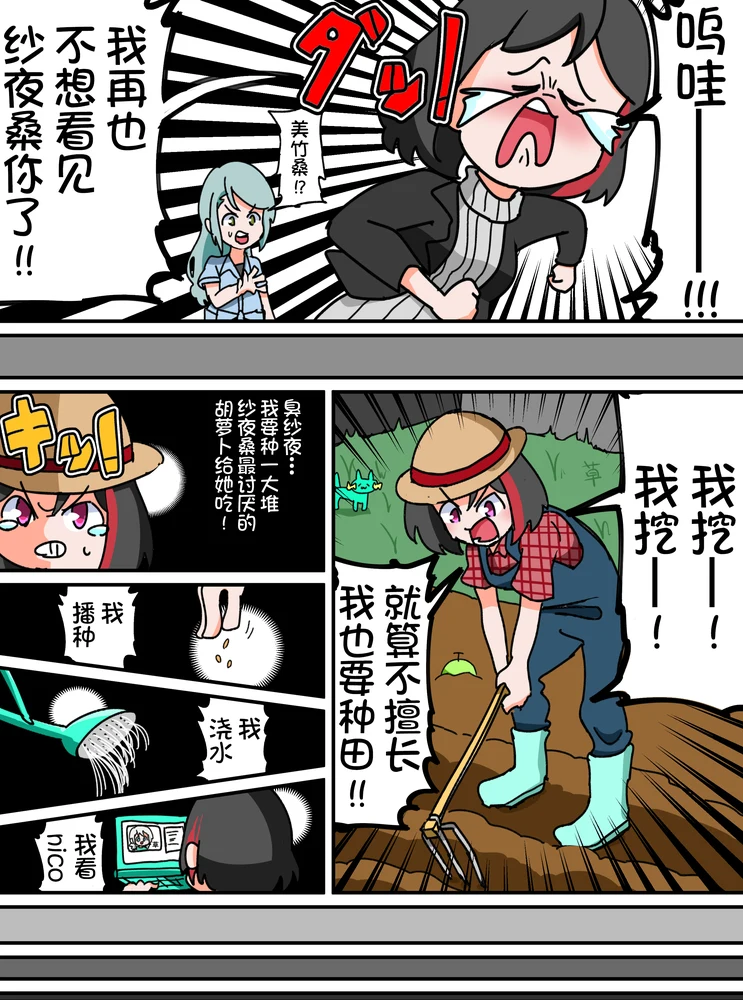 呜哇———!!!
ダッ!
美竹桑!?
我再也
不想看见
纱夜桑你了!!
我挖——!
我挖——!
草
就算不擅长
我也要种田!!
臭纱夜…
我要种一大堆
纱夜桑最讨厌的
胡萝卜给她吃!
キッ!
我
播种
我
浇水
我看
nico
草